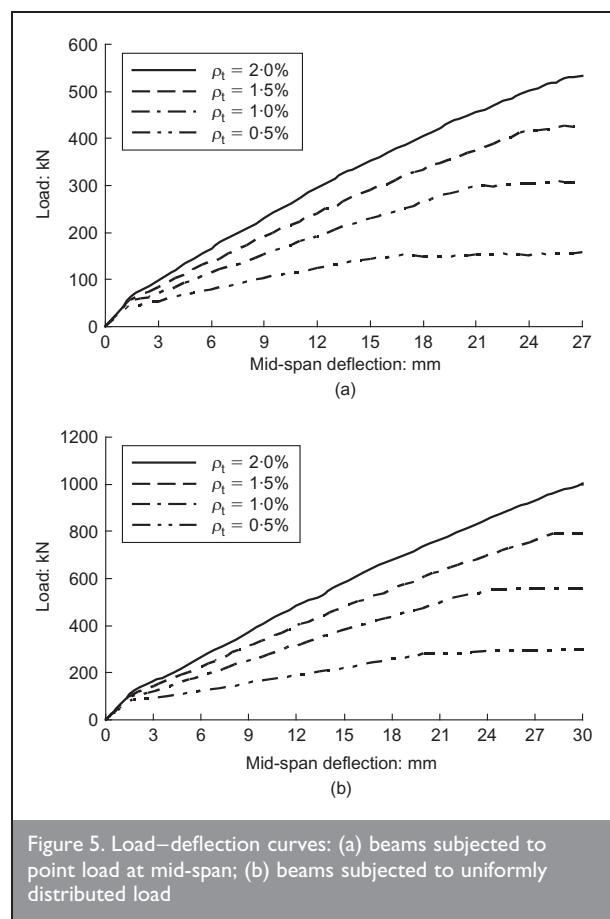 600
500
400
300
200
100
0
Load: kN
ρt = 2·0%
ρt = 1·5%
ρt = 1·0%
ρt = 0·5%
0 3 6 9 12 15 18 21 24 27
Mid-span deflection: mm
(a)
1200
1000
800
600
400
200
0
Load: kN
ρt = 2·0%
ρt = 1·5%
ρt = 1·0%
ρt = 0·5%
0 3 6 9 12 15 18 21 24 27 30
Mid-span deflection: mm
(b)
Figure 5. Load–deflection curves: (a) beams subjected to
point load at mid-span; (b) beams subjected to uniformly
distributed load